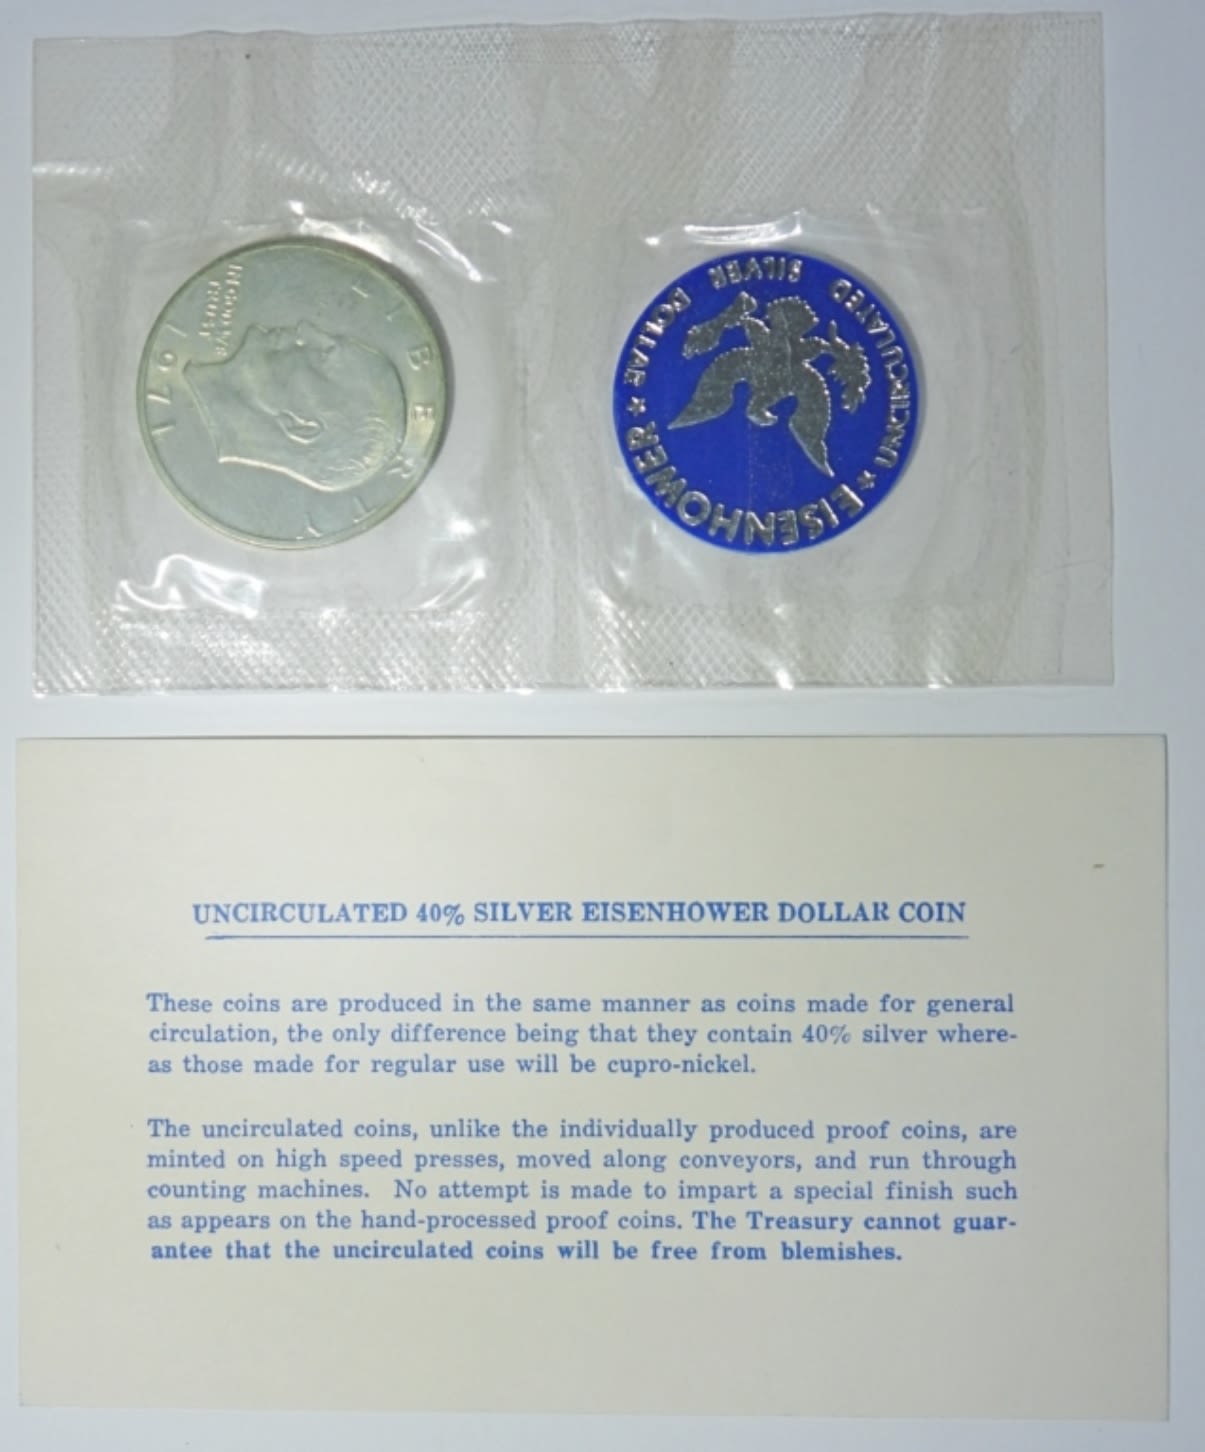 LIBERTY
IN GOD WE
TRUST
1971
UNCIRCULATED SILVER DOLLAR
★ EISENHOWER ★
UNCIRCULATED 40% SILVER EISENHOWER DOLLAR COIN
These coins are produced in the same manner as coins made for general
circulation, the only difference being that they contain 40% silver where-
as those made for regular use will be cupro-nickel.
The uncirculated coins, unlike the individually produced proof coins, are
minted on high speed presses, moved along conveyors, and run through
counting machines. No attempt is made to impart a special finish such
as appears on the hand-processed proof coins. The Treasury cannot guar-
antee that the uncirculated coins will be free from blemishes.